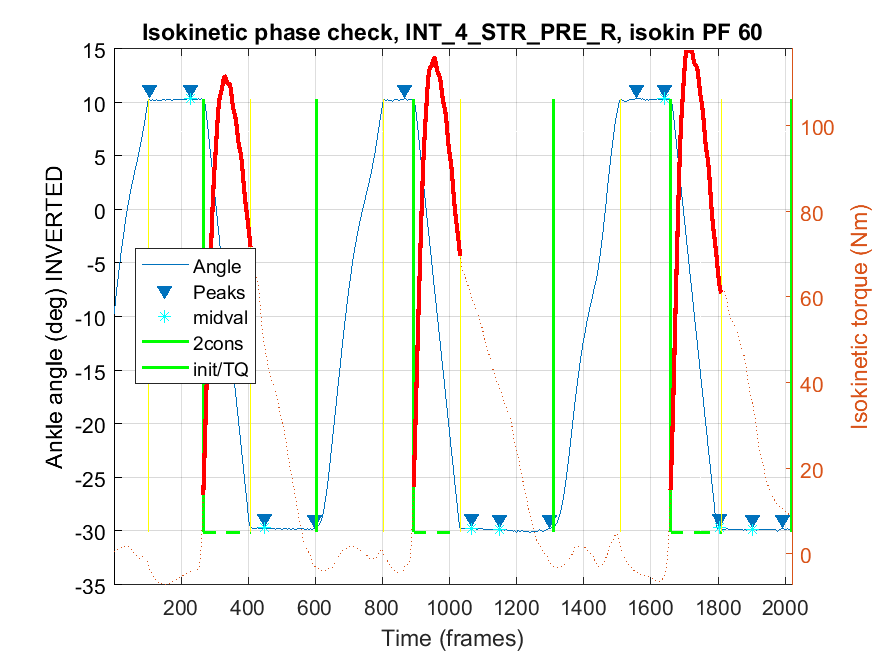 Isokinetic phase check, INT_4_STR_PRE_R, isokin PF 60
15
10
5
0
-5
-10
-15
-20
-25
-30
-35
Ankle angle (deg) INVERTED
Angle
Peaks
midval
2cons
init/TQ
100
80
60
40
20
0
Isokinetic torque (Nm)
200 400 600 800 1000 1200 1400 1600 1800 2000
Time (frames)